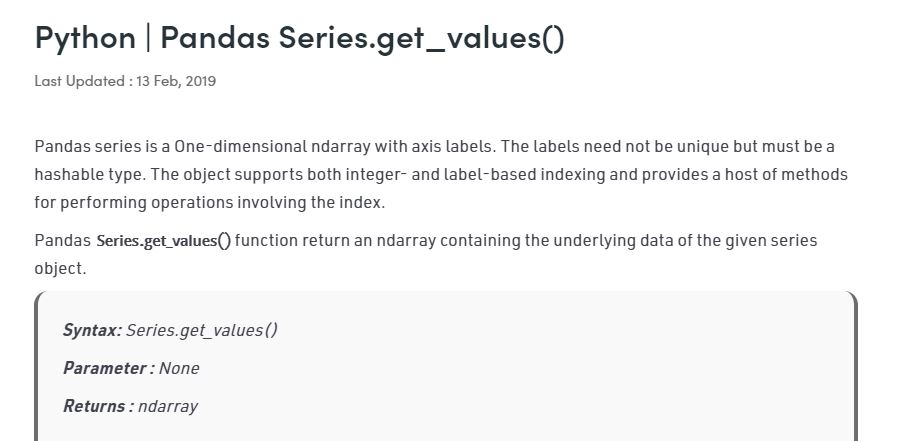 Python | Pandas Series.get_values()
Last Updated : 13 Feb, 2019
Pandas series is a One-dimensional ndarray with axis labels. The labels need not be unique but must be a
hashable type. The object supports both integer- and label-based indexing and provides a host of methods
for performing operations involving the index.
Pandas Series.get_values() function return an ndarray containing the underlying data of the given series
object.
Syntax: Series.get_values()
Parameter : None
Returns : ndarray